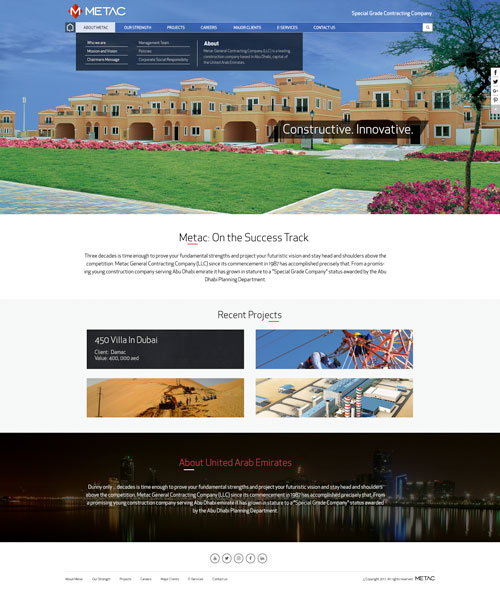 METAC
Special Grade Contracting Company
ABOUT METAC OUR STRENGTH PROJECTS CAREERS MAJOR CLIENTS E-SERVICES CONTACT US
Who we are
Mission and Vision
Chairmans Message
Management Team
Policies
Corporate Social Responsibility
About
Metac General Contracting Company (LLC) is a leading,
construction company based in Abu Dhabi, capital of
the United Arab Emirates.
Constructive. Innovative.
Metac: On the Success Track
Three decades is time enough to prove your fundamental strengths and project your futuristic vision and stay head and shoulders above the
competition. Metac General Contracting Company (LLC) since its commencement in 1987 has accomplished precisely that. From a promis-
ing young construction company serving Abu Dhabi emirate it has grown in stature to a "Special Grade Company" status awarded by the
Abu Dhabi Planning Department.
Recent Projects
450 Villa In Dubai
Client: Damac
Value: 400,000 aed
About United Arab Emirates
Dunny only ... decades is time enough to prove your fundamental strengths and project your futuristic vision and stay head and shoulders
above the competition. Metac General Contracting Company (LLC) since its commencement in 1987 has accomplished precisely that. From
a promising young construction company serving Abu Dhabi emirate it has grown in stature to a "Special Grade Company" status awarded
by the Abu Dhabi Planning Department.
About Metac Our Strength Projects Careers Major Clients E-Services Contact us
Copyright 2017. All rights reserved METAC